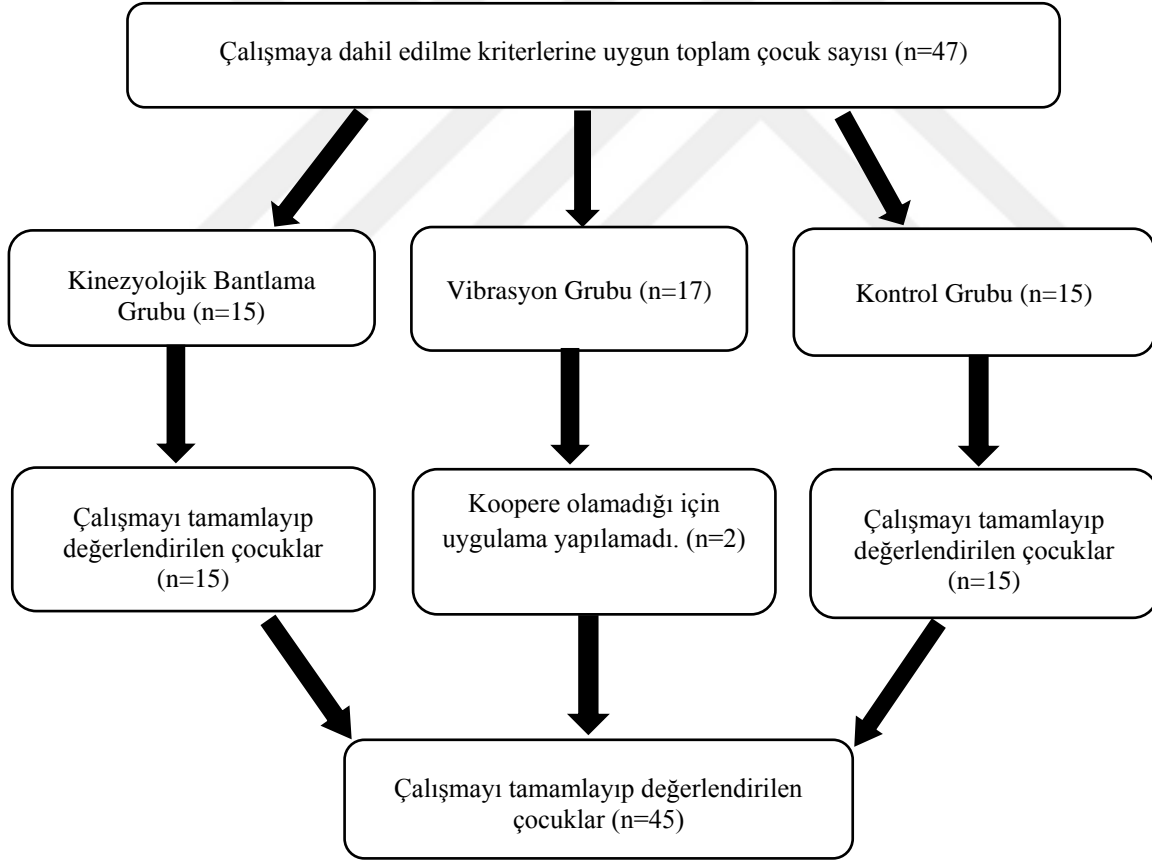 Çalışmaya dahil edilme kriterlerine uygun toplam çocuk sayısı (n=47)
Kinezyolojik Bantlama
Grubu (n=15)
Vibrasyon Grubu (n=17)
Kontrol Grubu (n=15)
Çalışmayı tamamlayıp
değerlendirilen çocuklar
(n=15)
Koopere olamadığı için
uygulama yapılamadı. (n=2)
Çalışmayı tamamlayıp
değerlendirilen çocuklar
(n=15)
Çalışmayı tamamlayıp değerlendirilen
çocuklar (n=45)